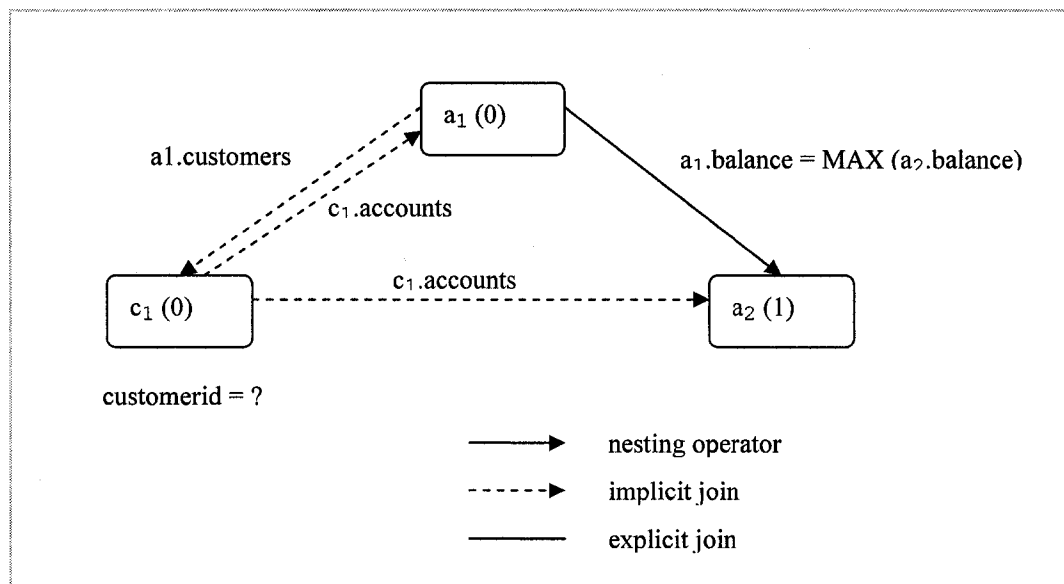 a₁ (0)
a1.customers
a₁.balance = MAX (a₂.balance)
c₁.accounts
c₁.accounts
c₁ (0)
a₂ (1)
customerid = ?
nesting operator
implicit join
explicit join